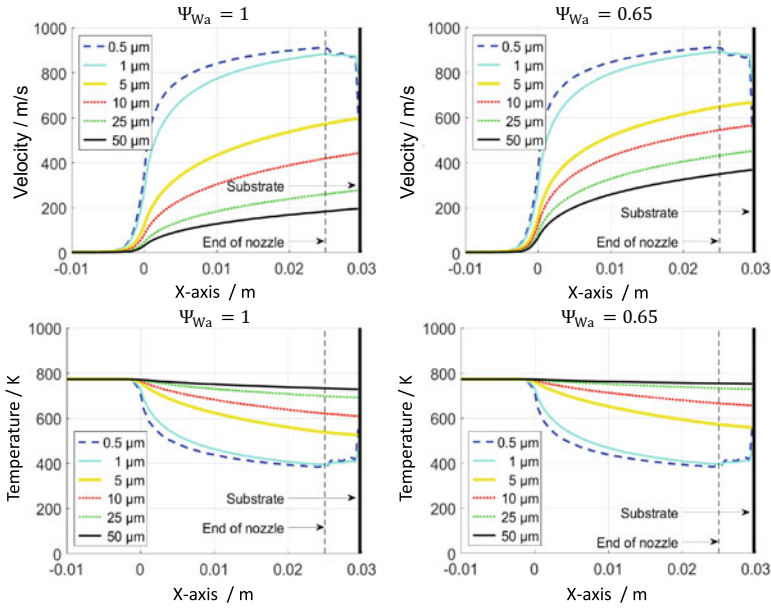 Ψ_Wa = 1
Velocity / m/s
1000
800
600
400
200
0
0.5 µm
1 µm
5 µm
10 µm
25 µm
50 µm
Substrate
End of nozzle
-0.01
0
0.01
0.02
0.03
X-axis / m
Ψ_Wa = 0.65
Velocity / m/s
1000
800
600
400
200
0
0.5 µm
1 µm
5 µm
10 µm
25 µm
50 µm
Substrate
End of nozzle
-0.01
0
0.01
0.02
0.03
X-axis / m
Ψ_Wa = 1
Temperature / K
1000
800
600
400
200
0
0.5 µm
1 µm
5 µm
10 µm
25 µm
50 µm
Substrate
End of nozzle
-0.01
0
0.01
0.02
0.03
X-axis / m
Ψ_Wa = 0.65
Temperature / K
1000
800
600
400
200
0
0.5 µm
1 µm
5 µm
10 µm
25 µm
50 µm
Substrate
End of nozzle
-0.01
0
0.01
0.02
0.03
X-axis / m